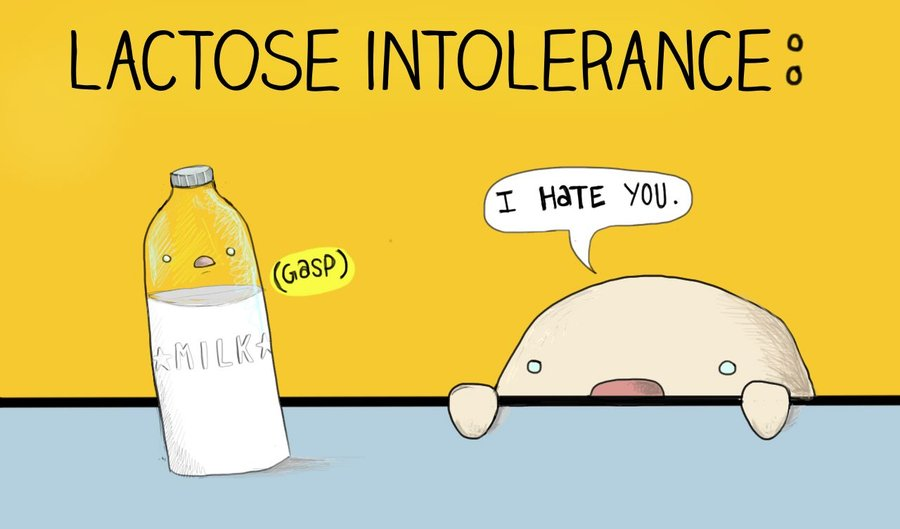 LACTOSE INTOLERANCE:
I HaTE YOU.
(GasP)
★MILK★